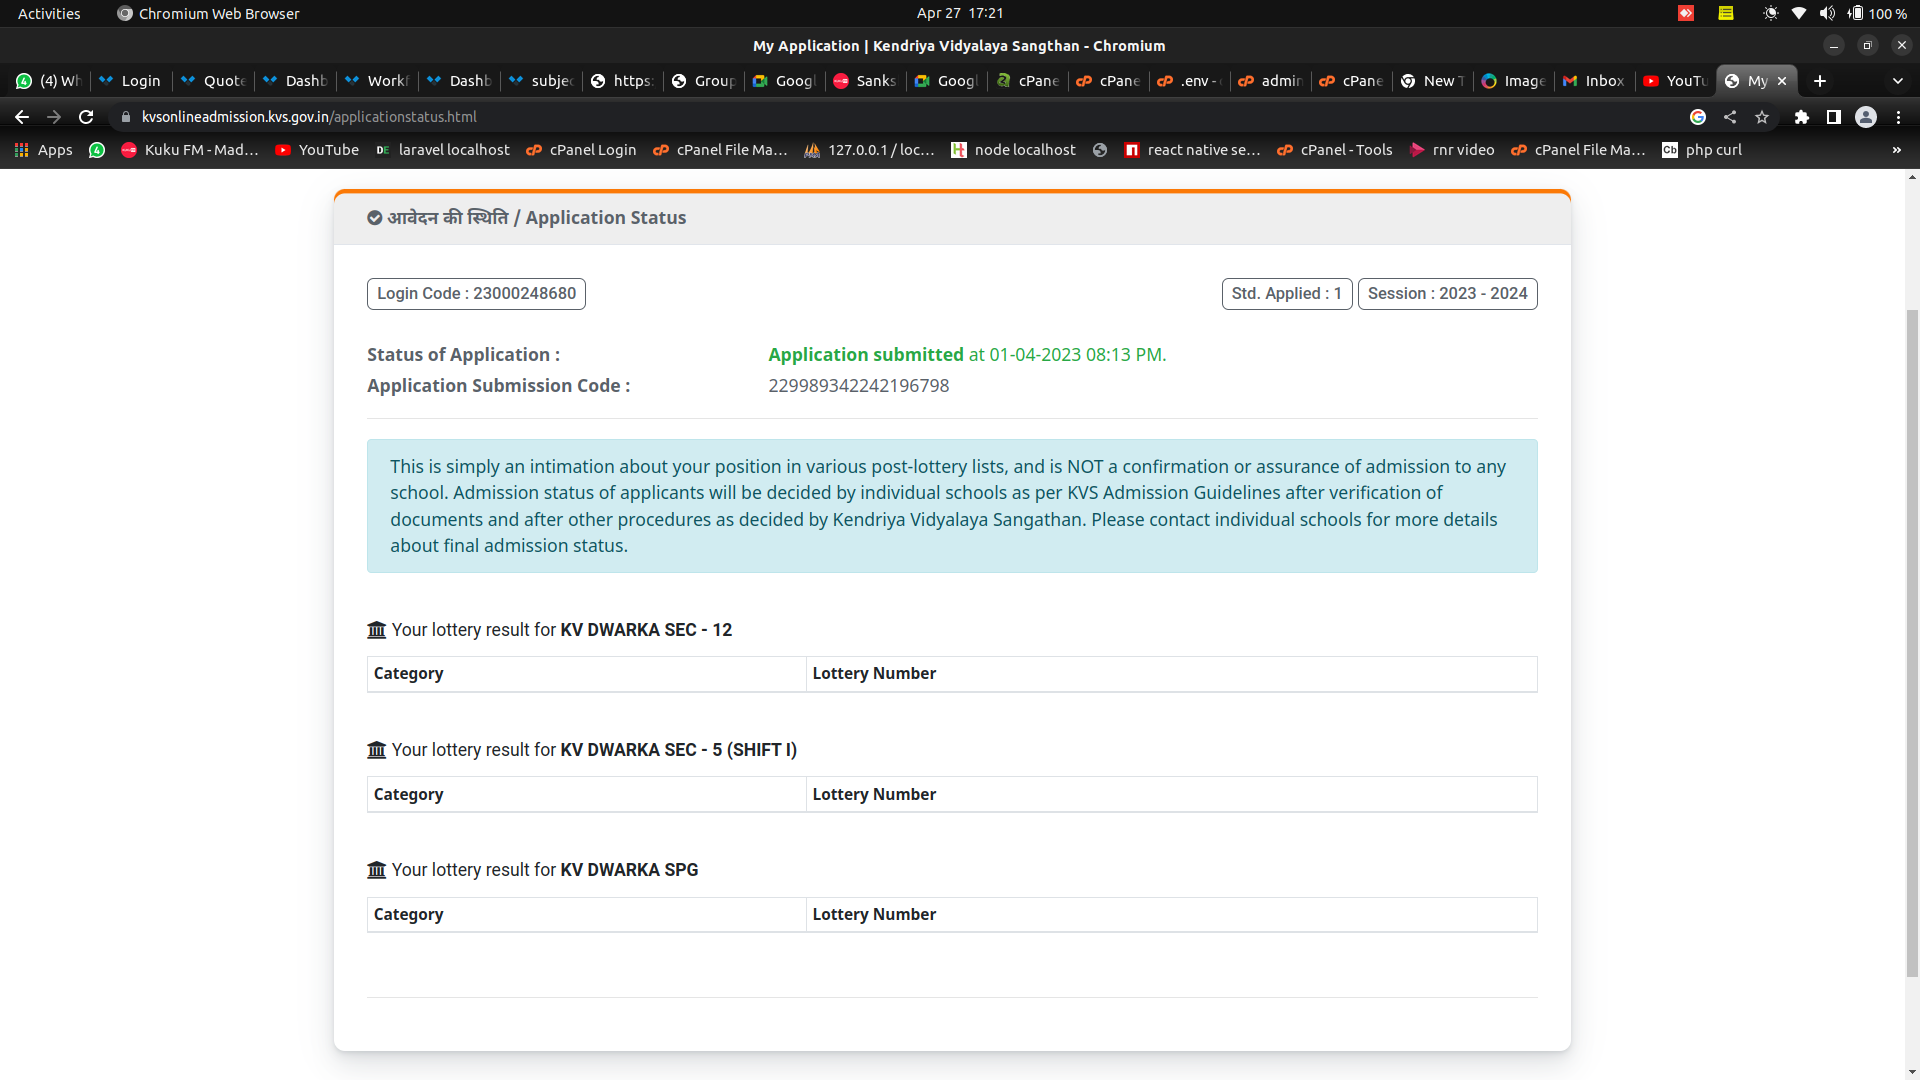 Activities
Chromium Web Browser
Apr 27 17:21
100 %
My Application | Kendriya Vidyalaya Sangthan - Chromium
(4) Wh
Login
Quote
Dashb
Workf
Dashb
subjec
https:
Group
Googl
Sanks
Googl
cPane
cPane
.env -
admin
cPane
New T
Image
Inbox
YouTu
My
kvsonlineadmission.kvs.gov.in/applicationstatus.html
Apps
Kuku FM - Mad...
YouTube
DE laravel localhost
cPanel Login
cPanel File Ma...
127.0.0.1 / loc...
node localhost
react native se...
cPanel - Tools
rnr video
cPanel File Ma...
Cb php curl
»
आवेदन की स्थिति / Application Status
Login Code : 23000248680
Std. Applied : 1
Session : 2023 - 2024
Status of Application : Application submitted at 01-04-2023 08:13 PM.
Application Submission Code : 229989342242196798
This is simply an intimation about your position in various post-lottery lists, and is NOT a confirmation or assurance of admission to any
school. Admission status of applicants will be decided by individual schools as per KVS Admission Guidelines after verification of
documents and after other procedures as decided by Kendriya Vidyalaya Sangathan. Please contact individual schools for more details
about final admission status.
Your lottery result for KV DWARKA SEC - 12
Category Lottery Number
Your lottery result for KV DWARKA SEC - 5 (SHIFT I)
Category Lottery Number
Your lottery result for KV DWARKA SPG
Category Lottery Number